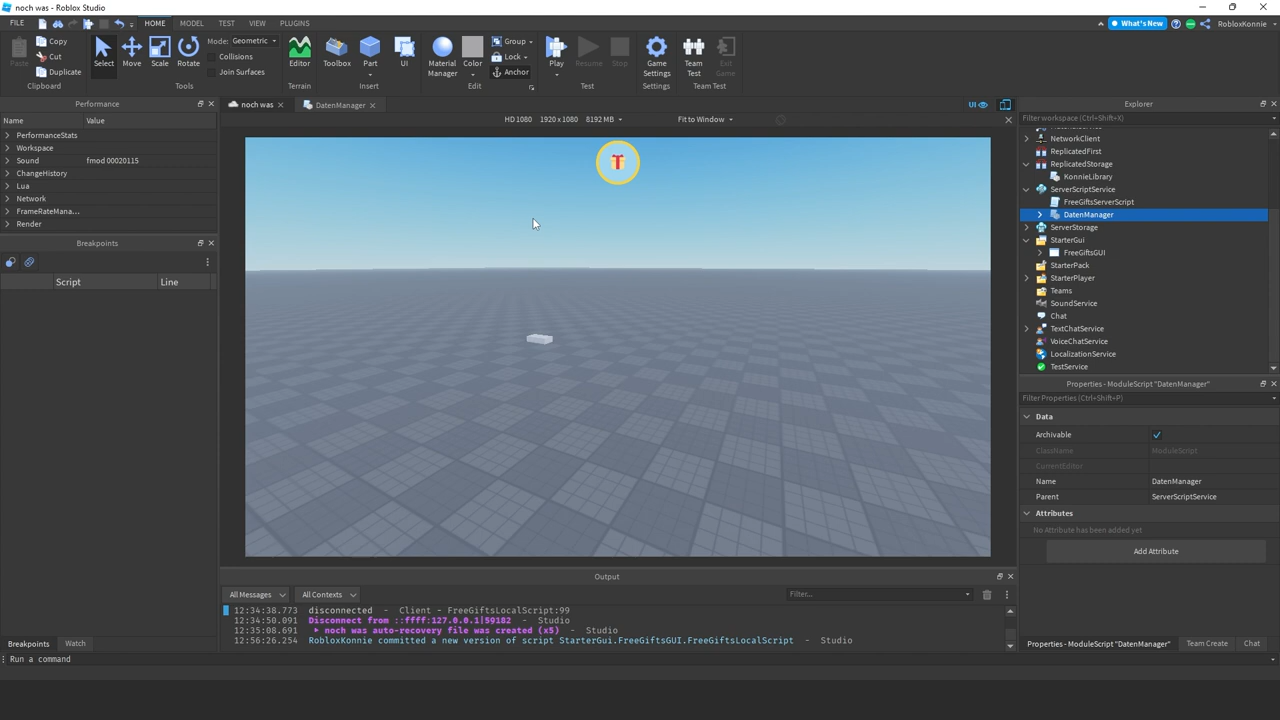 noch was - Roblox Studio
FILE HOME MODEL TEST VIEW PLUGINS
What's New RobloxKonnie
Paste Copy Cut Duplicate
Clipboard
Select Move Scale Rotate
Mode: Geometric
Collisions
Join Surfaces
Tools
Editor
Terrain
Toolbox Part UI
Insert
Material Manager Color Group Lock Anchor
Edit
Play Resume Stop
Test
Game Settings
Settings
Team Test Exit Game
Team Test
Performance
Name Value
PerformanceStats
Workspace
Sound fmod 00020115
ChangeHistory
Lua
Network
FrameRateMana...
Render
Breakpoints
Script Line
Breakpoints Watch
noch was DatenManager UI
HD1080 1920 x 1080 8192 MB Fit to Window
Output
All Messages All Contexts Filter...
12:34:38.773 disconnected - Client - FreeGiftsLocalScript:99
12:34:50.091 Disconnect from ::ffff:127.0.0.1|59182 - Studio
12:35:08.691 noch was auto-recovery file was created (x5) - Studio
12:56:26.254 RobloxKonnie committed a new version of script StarterGui.FreeGiftsGUI.FreeGiftsLocalScript - Studio
Explorer
Filter workspace (Ctrl+Shift+X)
NetworkClient
ReplicatedFirst
ReplicatedStorage
KonnieLibrary
ServerScriptService
FreeGiftsServerScript
DatenManager
ServerStorage
StarterGui
FreeGiftsGUI
StarterPack
StarterPlayer
Teams
SoundService
Chat
TextChatService
VoiceChatService
LocalizationService
TestService
Properties - ModuleScript "DatenManager"
Filter Properties (Ctrl+Shift+P)
Data
Archivable
ClassName ModuleScript
CurrentEditor
Name DatenManager
Parent ServerScriptService
Attributes
No Attribute has been added yet
Add Attribute
Properties - ModuleScript "DatenManager" Team Create Chat
Run a command